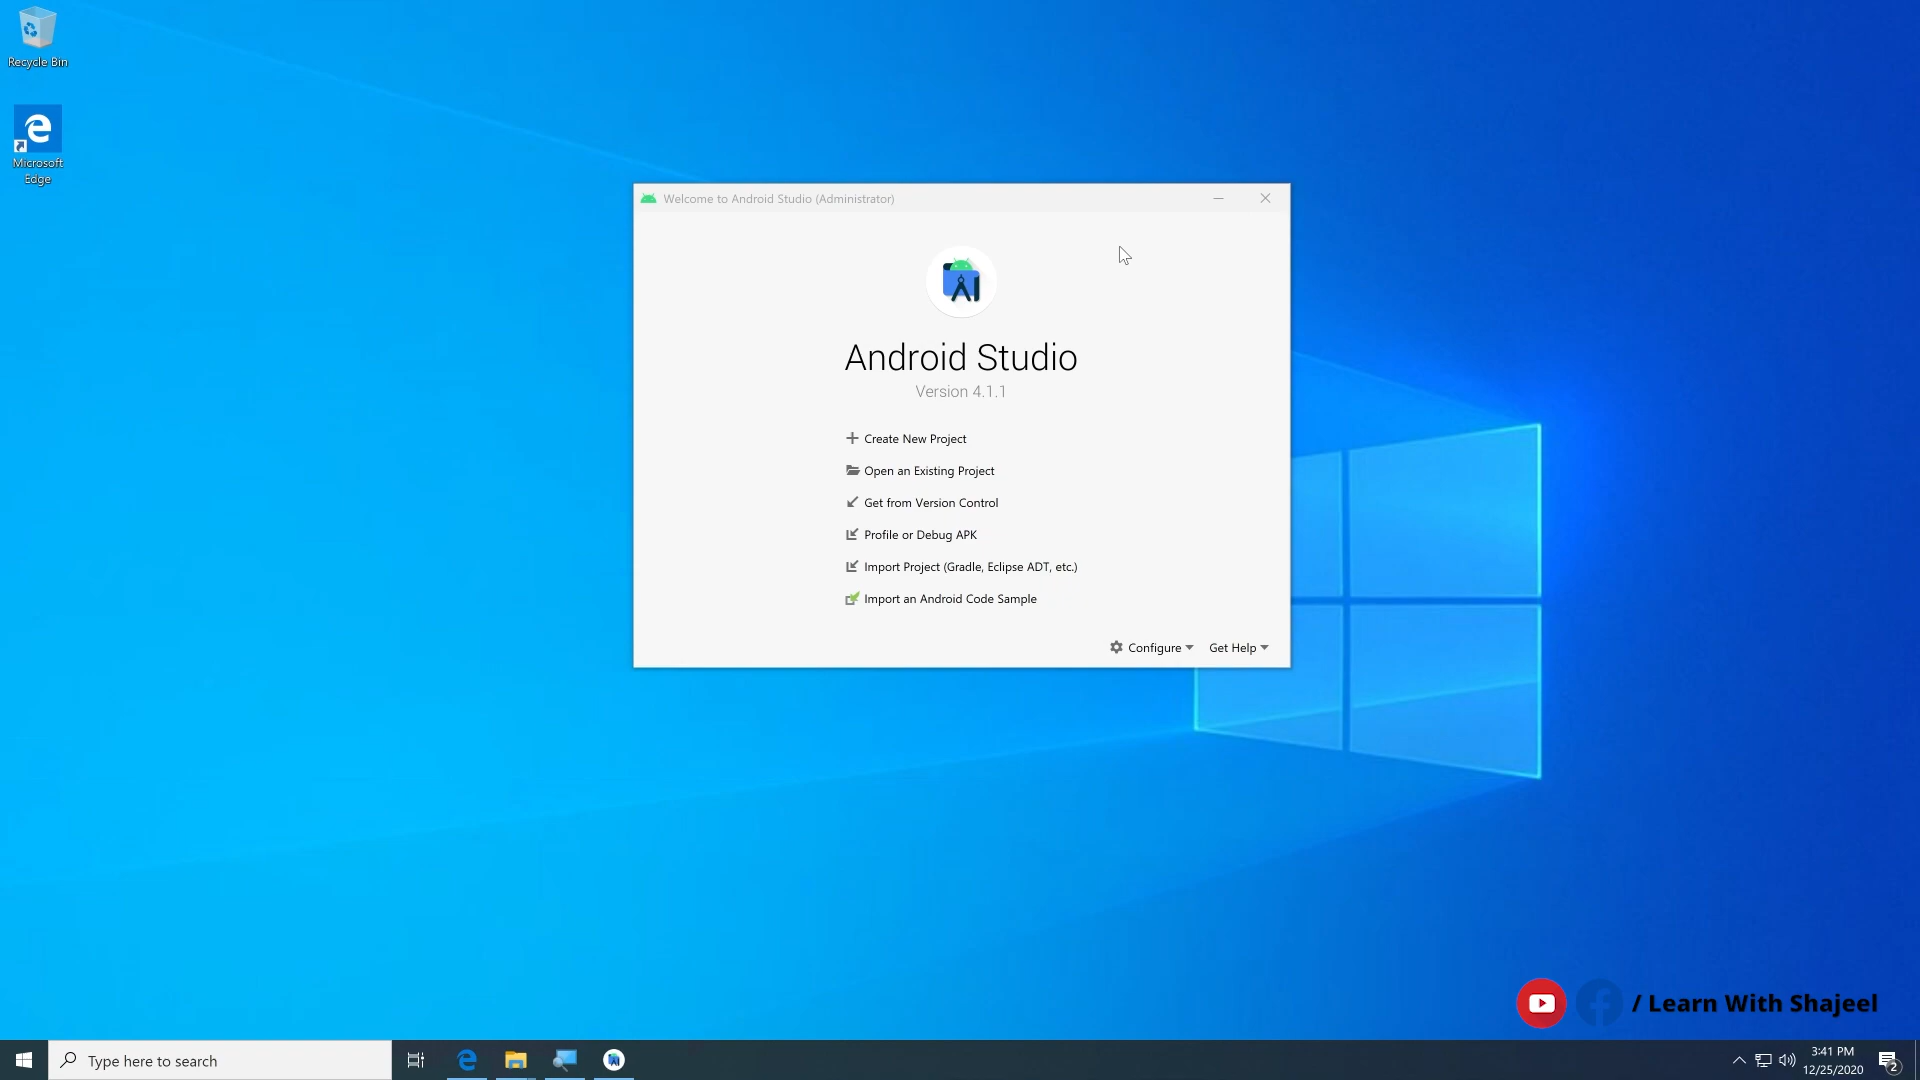 Recycle Bin
Microsoft
Edge
Welcome to Android Studio (Administrator)
Android Studio
Version 4.1.1
Create New Project
Open an Existing Project
Get from Version Control
Profile or Debug APK
Import Project (Gradle, Eclipse ADT, etc.)
Import an Android Code Sample
Configure
Get Help
/ Learn With Shajeel
Type here to search
3:41 PM
12/25/2020
2